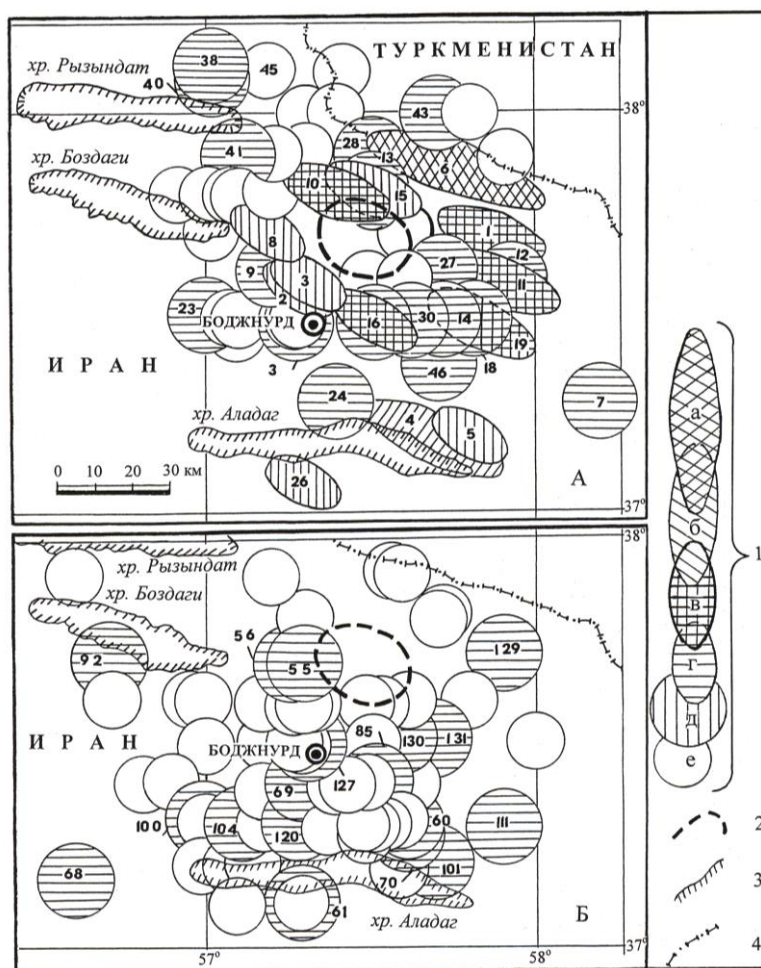 ТУРКМЕНИСТАН
хр. Рызындат
38
45
40
38°
43
хр. Боздаги
41
28
13
6
10
15
1
8
12
27
9
3
11
2
23
БОДЖНУРД
16
30
14
19
18
3
ИРАН
46
24
7
хр. Аладаг
4
5
0 10 20 30 км
26
А
37°
38°
хр. Рызындат
хр. Боздаги
56
92
55
129
ИРАН
85
БОДЖНУРД
130
131
127
69
100
104
120
60
111
101
68
70
61
хр. Аладаг
Б
57°
58°
37°
а
б
в
г
д
е
1
2
3
4